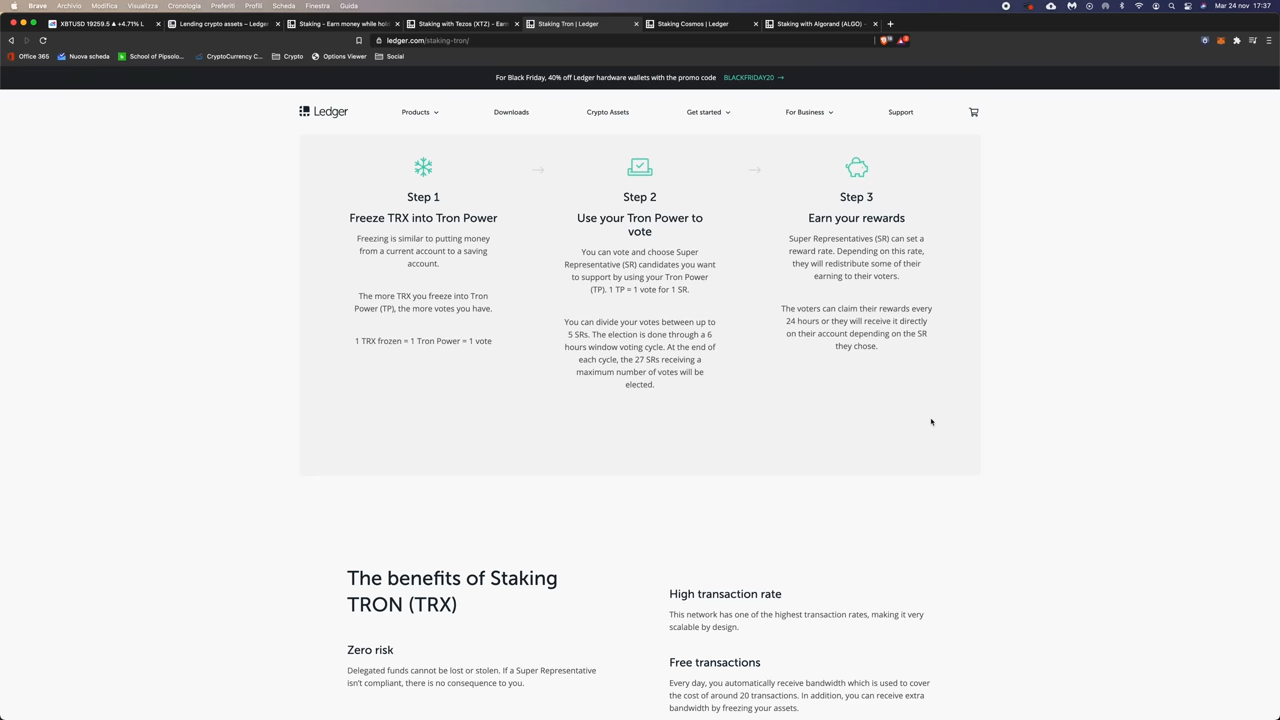 Brave Archivio Modifica Visualizza Cronologia Preferiti Profili Scheda Finestra Guida
Mar 24 nov 17:37
XBTUSD 19259.5 ▲ +4.71% L
Lending crypto assets – Ledger
Staking - Earn money while hol
Staking with Tezos (XTZ) - Earn
Staking Tron | Ledger
Staking Cosmos | Ledger
Staking with Algorand (ALGO) -
ledger.com/staking-tron/
Office 365 Nuova scheda School of Pipsolo... CryptoCurrency C... Crypto Options Viewer Social
For Black Friday, 40% off Ledger hardware wallets with the promo code BLACKFRIDAY20 →
Ledger
Products Downloads Crypto Assets Get started For Business Support
Step 1
Freeze TRX into Tron Power
Freezing is similar to putting money
from a current account to a saving
account.
The more TRX you freeze into Tron
Power (TP), the more votes you have.
1 TRX frozen = 1 Tron Power = 1 vote
Step 2
Use your Tron Power to
vote
You can vote and choose Super
Representative (SR) candidates you want
to support by using your Tron Power
(TP). 1 TP = 1 vote for 1 SR.
You can divide your votes between up to
5 SRs. The election is done through a 6
hours window voting cycle. At the end of
each cycle, the 27 SRs receiving a
maximum number of votes will be
elected.
Step 3
Earn your rewards
Super Representatives (SR) can set a
reward rate. Depending on this rate,
they will redistribute some of their
earning to their voters.
The voters can claim their rewards every
24 hours or they will receive it directly
on their account depending on the SR
they chose.
The benefits of Staking
TRON (TRX)
Zero risk
Delegated funds cannot be lost or stolen. If a Super Representative
isn't compliant, there is no consequence to you.
High transaction rate
This network has one of the highest transaction rates, making it very
scalable by design.
Free transactions
Every day, you automatically receive bandwidth which is used to cover
the cost of around 20 transactions. In addition, you can receive extra
bandwidth by freezing your assets.